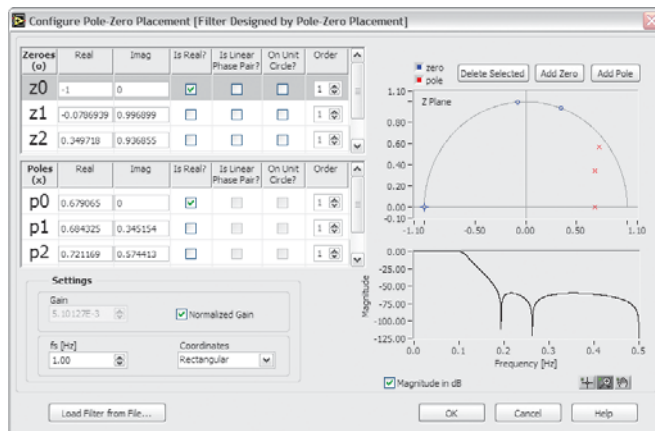 Configure Pole-Zero Placement [Filter Designed by Pole-Zero Placement]
Zeroes (o) Real Imag Is Real? Is Linear Phase Pair? On Unit Circle? Order
z0 -1 0 1
z1 -0.0786939 0.996899 1
z2 0.349718 0.936855 1
Poles (x) Real Imag Is Real? Is Linear Phase Pair? On Unit Circle? Order
p0 0.679065 0 1
p1 0.684325 0.345154 1
p2 0.721169 0.574413 1
Settings
Gain
5.10127E-3
Normalized Gain
fs [Hz]
1.00
Coordinates
Rectangular
Load Filter from File...
zero
pole
Delete Selected
Add Zero
Add Pole
Z Plane
1.10
0.80
0.60
0.40
0.20
-0.10
-1.10 -0.50 0.00 0.50 1.10
Magnitude
0.00
-25.00
-50.00
-75.00
-100.00
-125.00
0.0 0.1 0.2 0.3 0.4 0.5
Frequency [Hz]
Magnitude in dB
OK
Cancel
Help